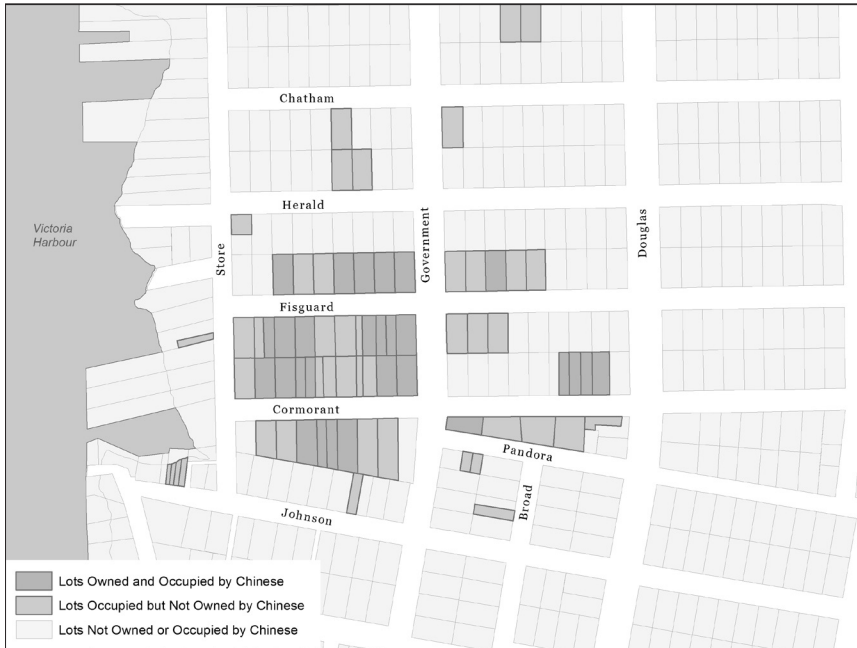 Chatham
Herald
Victoria
Harbour
Store
Government
Douglas
Fisguard
Cormorant
Pandora
Broad
Johnson
Lots Owned and Occupied by Chinese
Lots Occupied but Not Owned by Chinese
Lots Not Owned or Occupied by Chinese